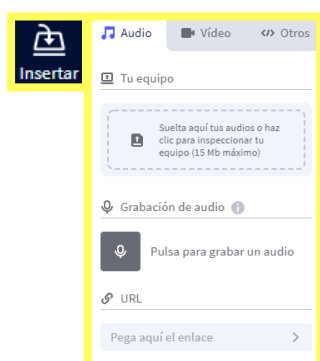 Insertar
Audio
Vídeo
</> Otros
Tu equipo
Suelta aquí tus audios o haz
clic para inspeccionar tu
equipo (15 Mb máximo)
Grabación de audio
Pulsa para grabar un audio
URL
Pega aquí el enlace